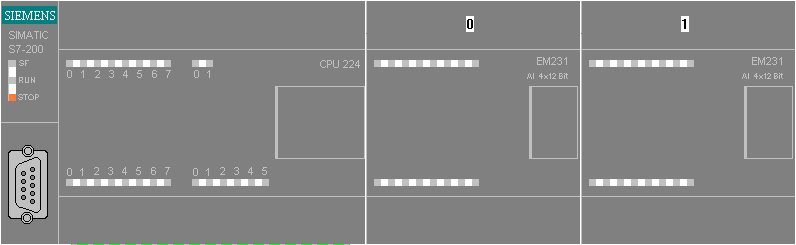 SIEMENS
SIMATIC
S7-200
SF
RUN
STOP
0 1 2 3 4 5 6 7
0 1
CPU 224
0 1 2 3 4 5 6 7
0 1 2 3 4 5
0
EM231
AI 4x12 Bit
1
EM231
AI 4x12 Bit